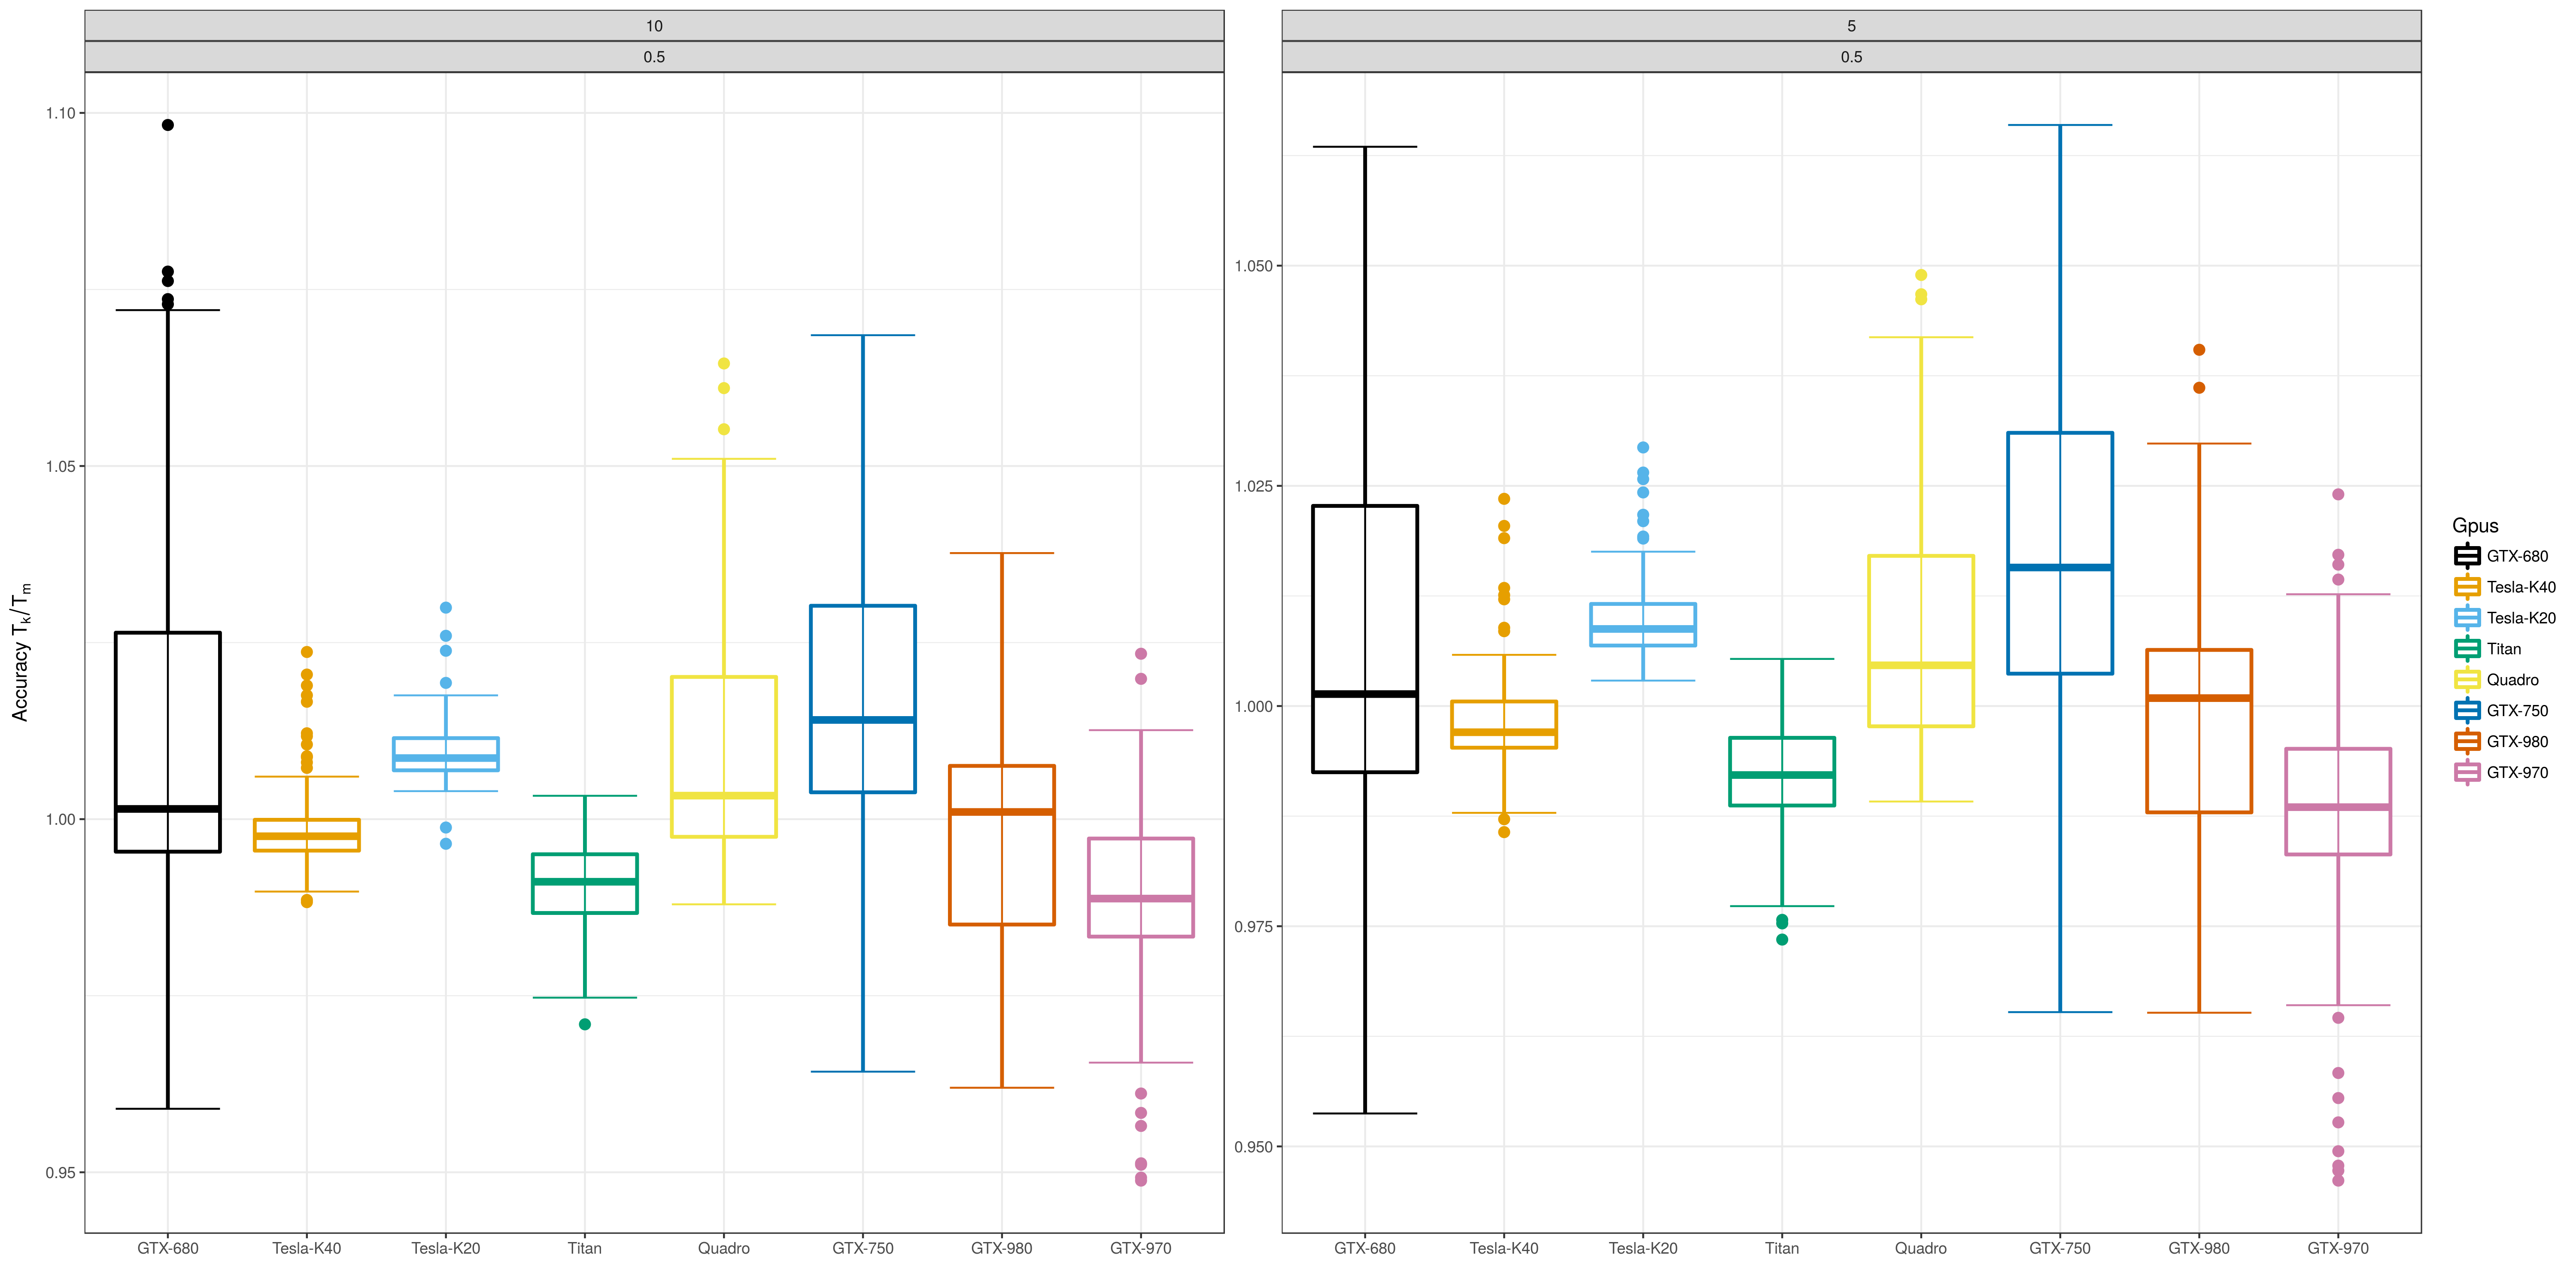 10
0.5
5
0.5
Accuracy Tk/Tm
1.10
1.05
1.00
0.95
GTX-680 Tesla-K40 Tesla-K20 Titan Quadro GTX-750 GTX-980 GTX-970
1.050
1.025
1.000
0.975
0.950
GTX-680 Tesla-K40 Tesla-K20 Titan Quadro GTX-750 GTX-980 GTX-970
Gpus
GTX-680
Tesla-K40
Tesla-K20
Titan
Quadro
GTX-750
GTX-980
GTX-970